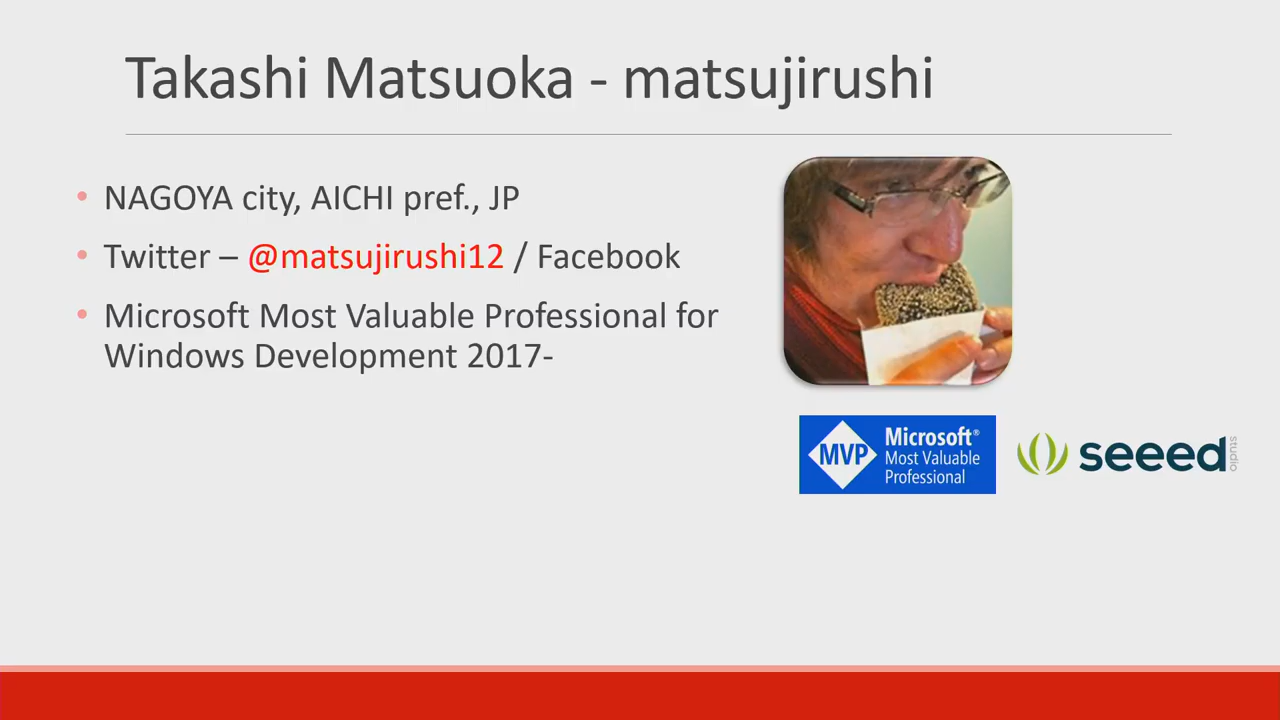 Takashi Matsuoka - matsujirushi
• NAGOYA city, AICHI pref., JP
• Twitter – @matsujirushi12 / Facebook
• Microsoft Most Valuable Professional for
Windows Development 2017-
MVP
Microsoft®
Most Valuable
Professional
seeed
studio